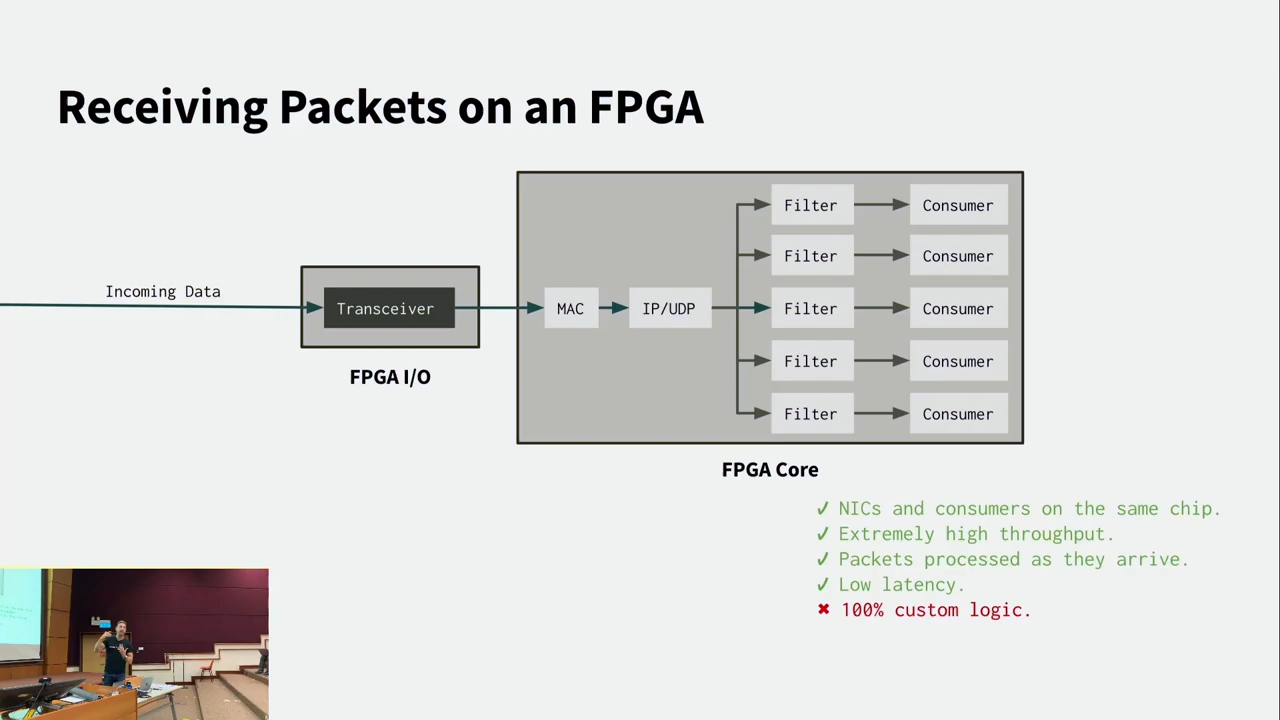 Receiving Packets on an FPGA
Incoming Data
Transceiver
FPGA I/O
MAC
IP/UDP
Filter
Consumer
Filter
Consumer
Filter
Consumer
Filter
Consumer
Filter
Consumer
FPGA Core
✓ NICs and consumers on the same chip.
✓ Extremely high throughput.
✓ Packets processed as they arrive.
✓ Low latency.
✖ 100% custom logic.